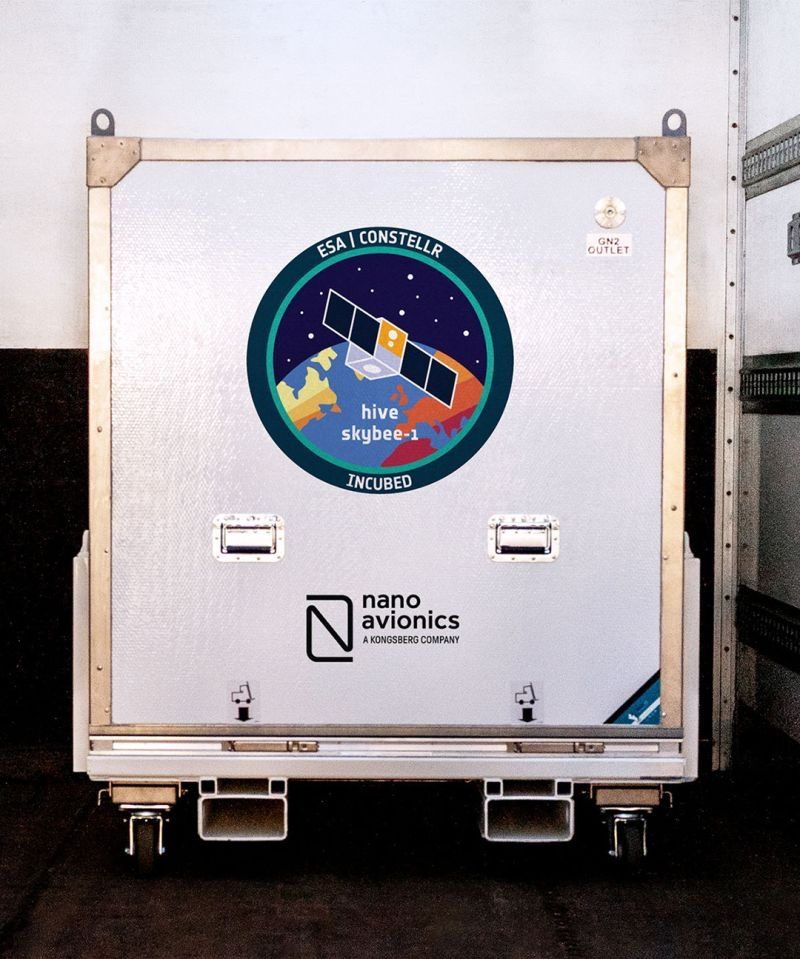 GN2
OUTLET
ESA | CONSTELLR
hive
skybee-1
INCUBED
nano
avionics
A KONGSBERG COMPANY